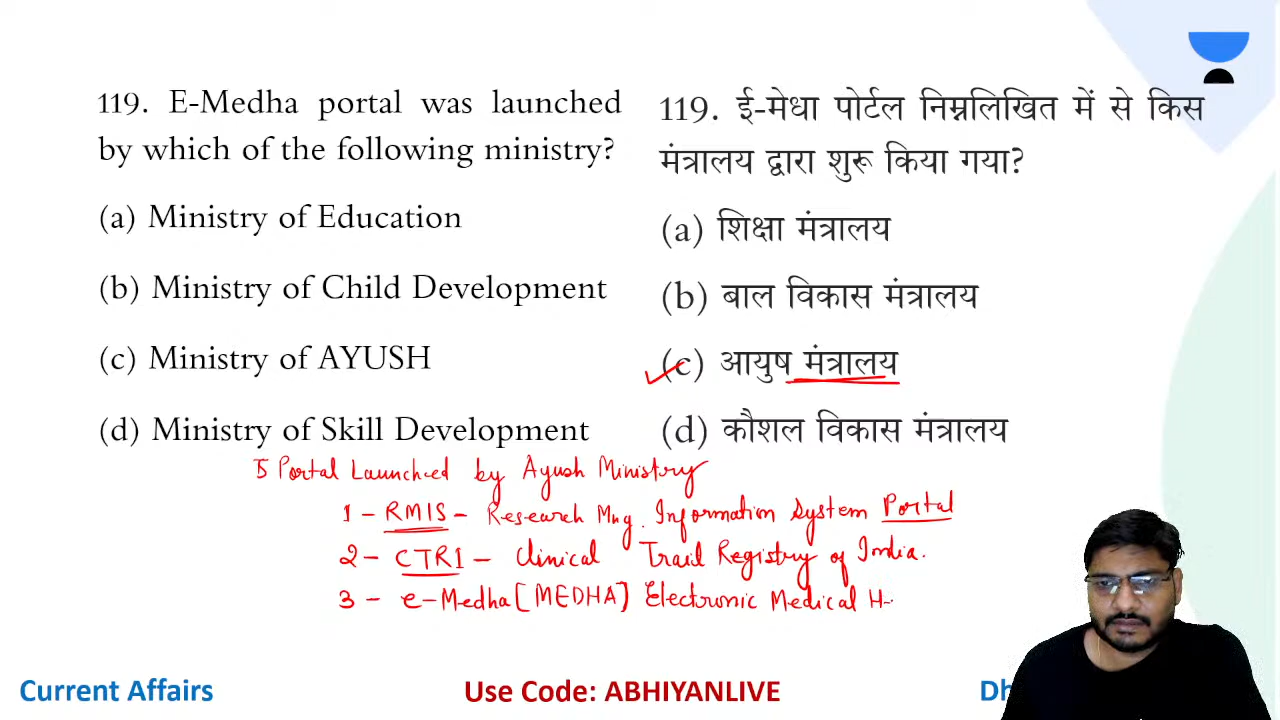 119. E-Medha portal was launched
by which of the following ministry?
(a) Ministry of Education
(b) Ministry of Child Development
(c) Ministry of AYUSH
(d) Ministry of Skill Development
119. ई-मेधा पोर्टल निम्नलिखित में से किस
मंत्रालय द्वारा शुरू किया गया?
(a) शिक्षा मंत्रालय
(b) बाल विकास मंत्रालय
(c) आयुष मंत्रालय
(d) कौशल विकास मंत्रालय
5 Portal Launched by Ayush Ministry
1 - RMIS - Research Mng. Information System Portal
2 - CTRI - Clinical Trail Registry of India.
3 - e-Medha [MEDHA] Electronic Medical H-
Current Affairs
Use Code: ABHIYANLIVE
Dh